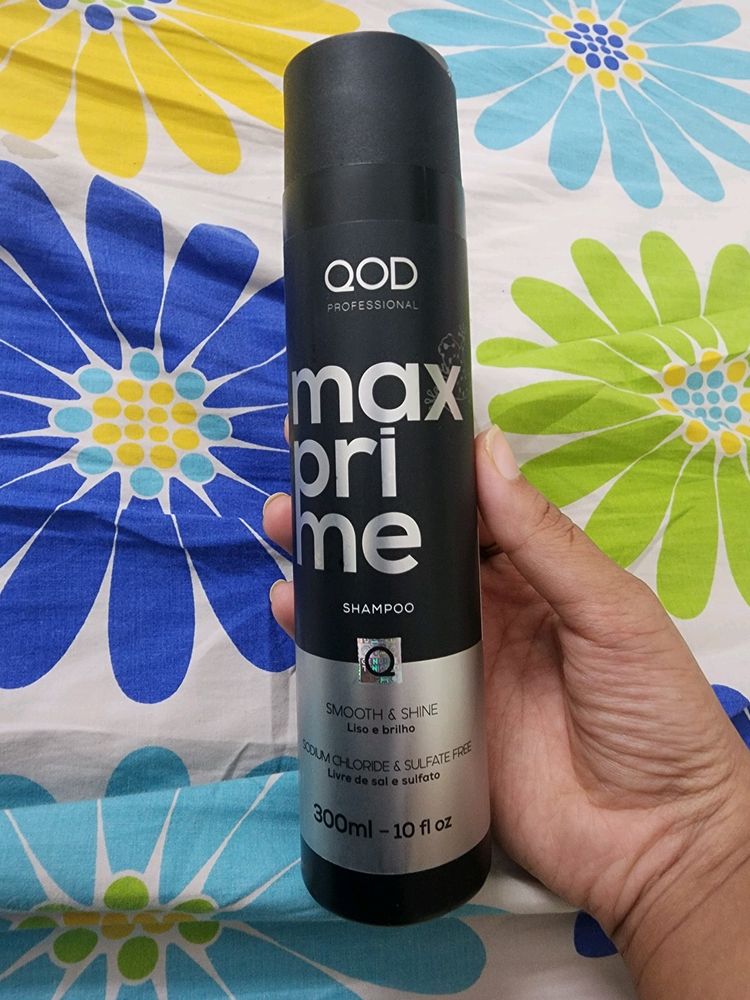 QOD
PROFESSIONAL
max
pri
me
SHAMPOO
Q
SMOOTH & SHINE
Liso e brilho
SODIUM CHLORIDE & SULFATE FREE
Livre de sal e sulfato
300ml - 10 fl oz